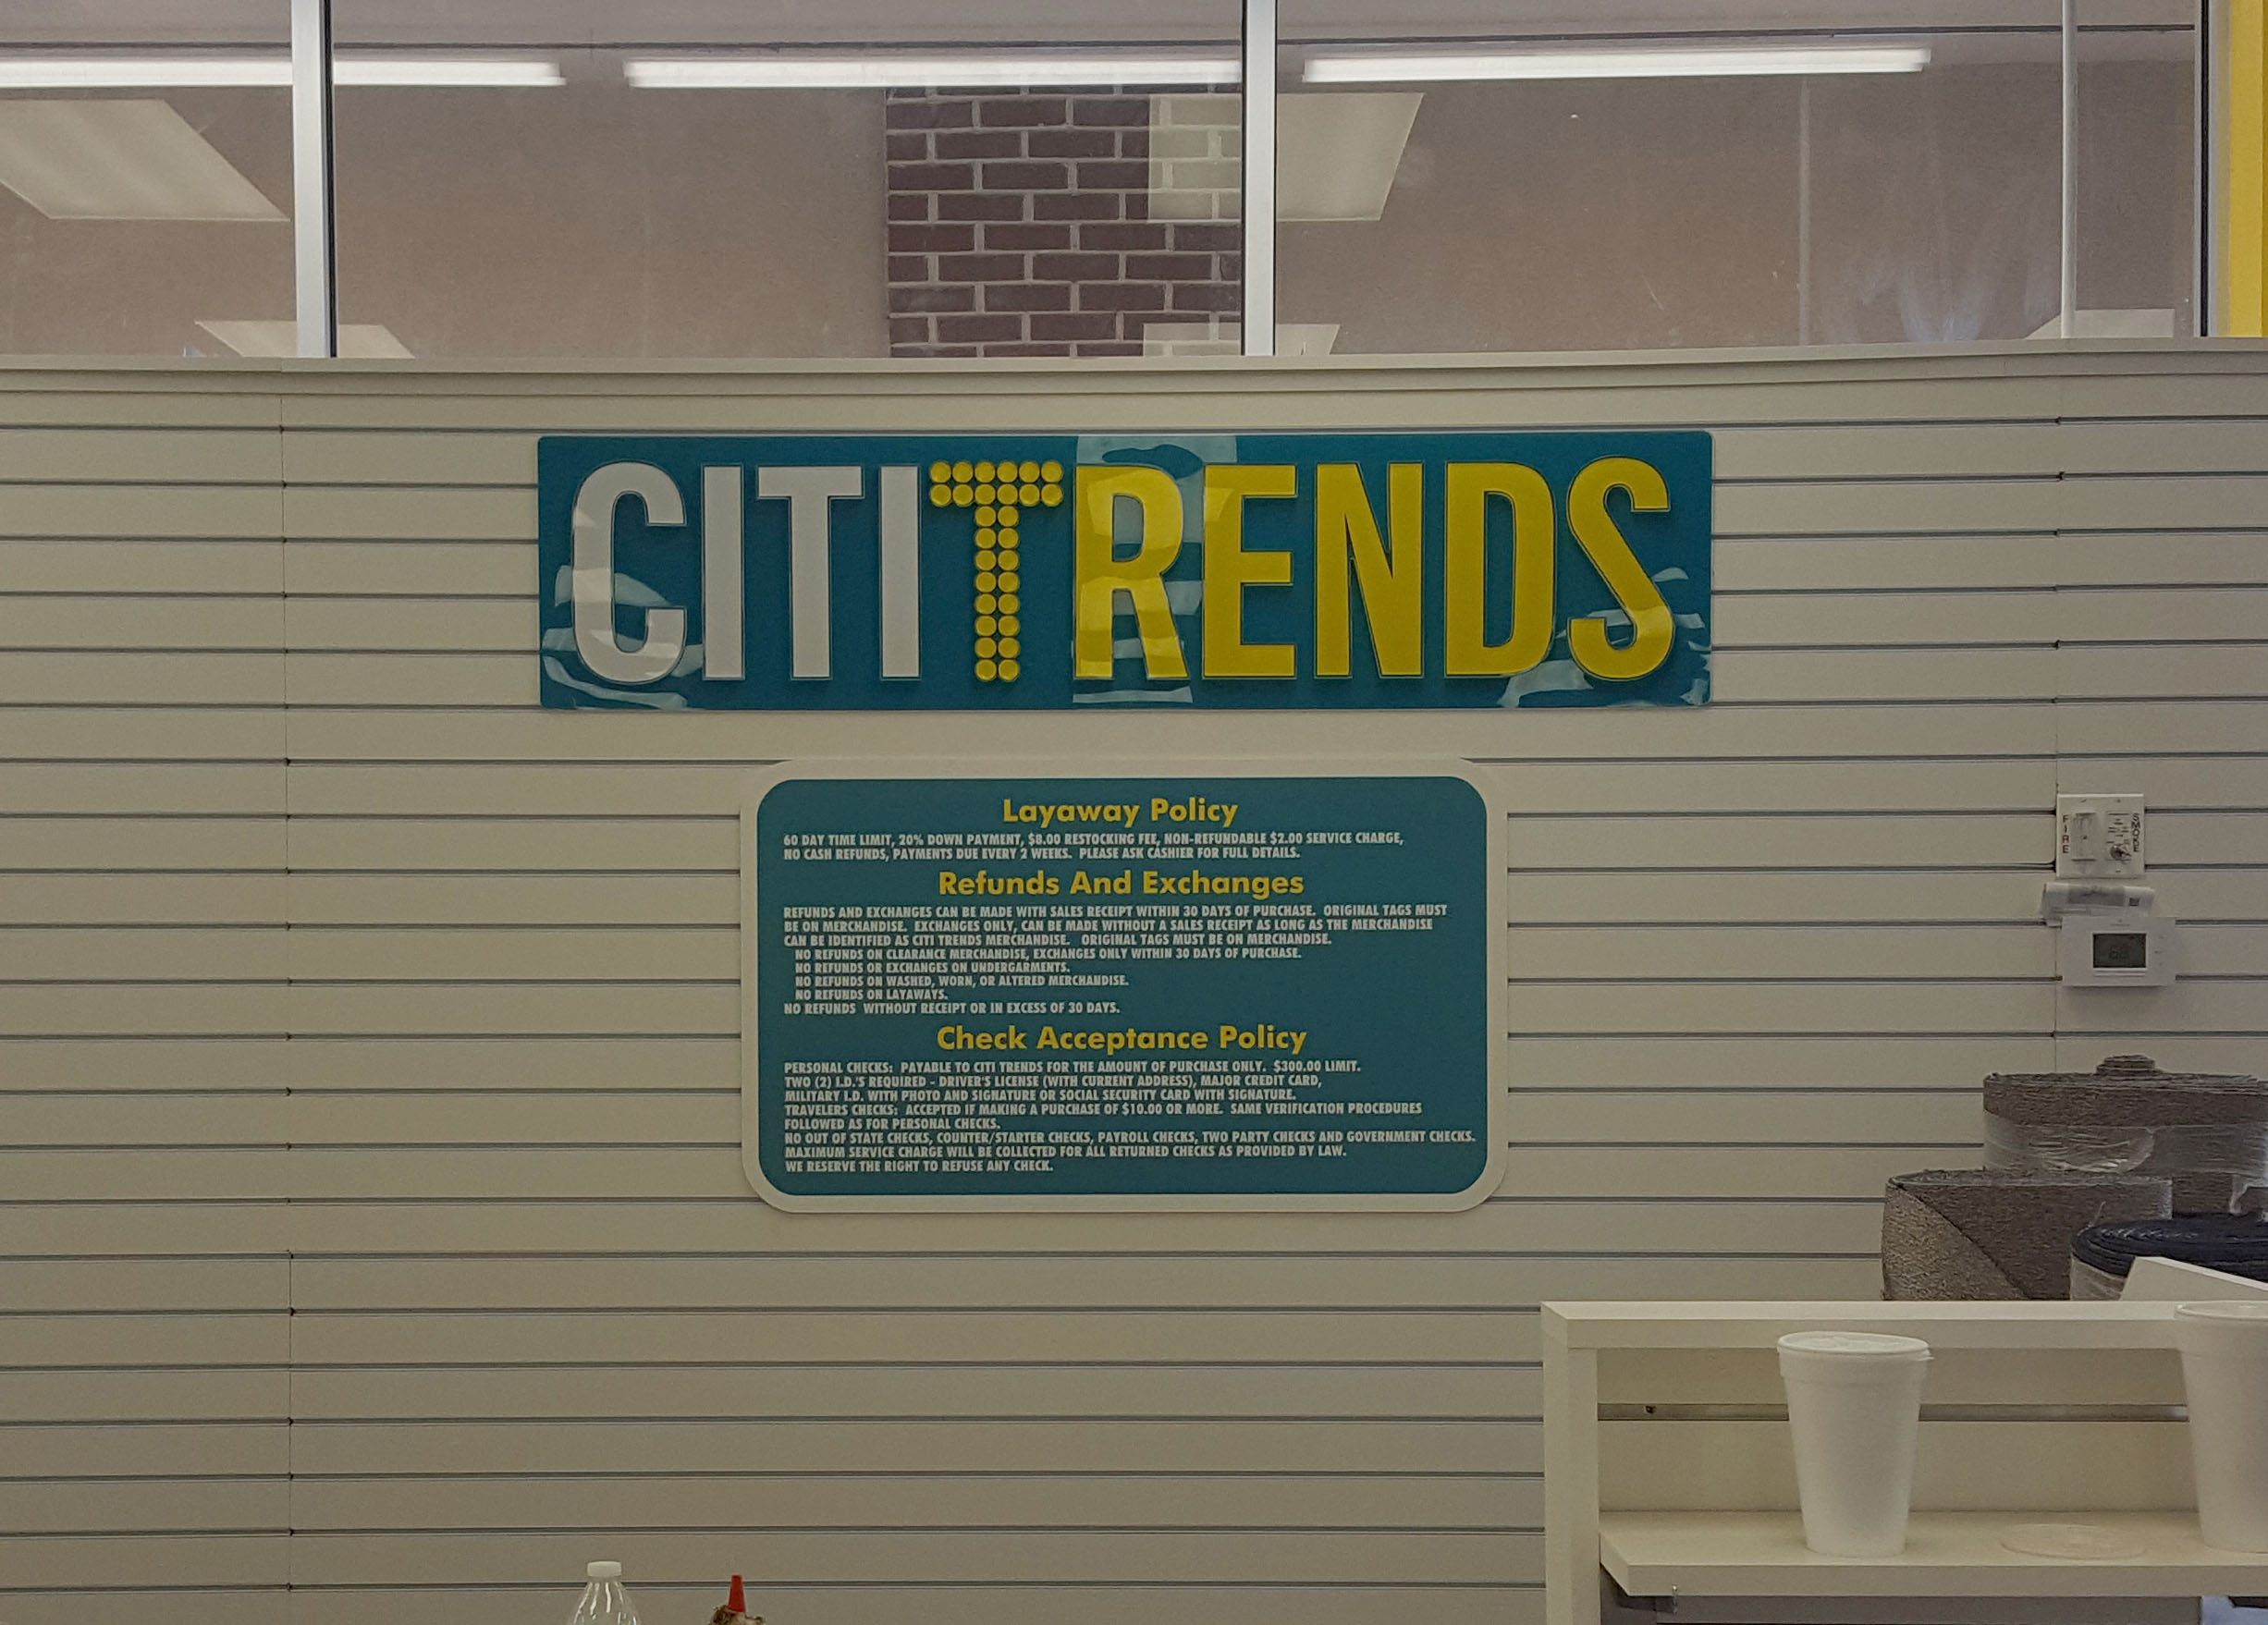 CITITRENDS
Layaway Policy
60 DAY TIME LIMIT, 20% DOWN PAYMENT, $8.00 RESTOCKING FEE, NON-REFUNDABLE $2.00 SERVICE CHARGE,
NO CASH REFUNDS, PAYMENTS DUE EVERY 2 WEEKS. PLEASE ASK CASHIER FOR FULL DETAILS.
Refunds And Exchanges
REFUNDS AND EXCHANGES CAN BE MADE WITH SALES RECEIPT WITHIN 30 DAYS OF PURCHASE. ORIGINAL TAGS MUST
BE ON MERCHANDISE. EXCHANGES ONLY, CAN BE MADE WITHOUT A SALES RECEIPT AS LONG AS THE MERCHANDISE
CAN BE IDENTIFIED AS CITI TRENDS MERCHANDISE. ORIGINAL TAGS MUST BE ON MERCHANDISE.
NO REFUNDS ON CLEARANCE MERCHANDISE, EXCHANGES ONLY WITHIN 30 DAYS OF PURCHASE.
NO REFUNDS OR EXCHANGES ON UNDERGARMENTS.
NO REFUNDS ON WASHED, WORN, OR ALTERED MERCHANDISE.
NO REFUNDS ON LAYAWAYS.
NO REFUNDS WITHOUT RECEIPT OR IN EXCESS OF 30 DAYS.
Check Acceptance Policy
PERSONAL CHECKS: PAYABLE TO CITI TRENDS FOR THE AMOUNT OF PURCHASE ONLY. $300.00 LIMIT.
TWO (2) I.D.'S REQUIRED - DRIVER'S LICENSE (WITH CURRENT ADDRESS), MAJOR CREDIT CARD,
MILITARY I.D. WITH PHOTO AND SIGNATURE OR SOCIAL SECURITY CARD WITH SIGNATURE.
TRAVELERS CHECKS: ACCEPTED IF MAKING A PURCHASE OF $10.00 OR MORE. SAME VERIFICATION PROCEDURES
FOLLOWED AS FOR PERSONAL CHECKS.
NO OUT OF STATE CHECKS, COUNTER/STARTER CHECKS, PAYROLL CHECKS, TWO PARTY CHECKS AND GOVERNMENT CHECKS.
MAXIMUM SERVICE CHARGE WILL BE COLLECTED FOR ALL RETURNED CHECKS AS PROVIDED BY LAW.
WE RESERVE THE RIGHT TO REFUSE ANY CHECK.
FIRE
SMOKE